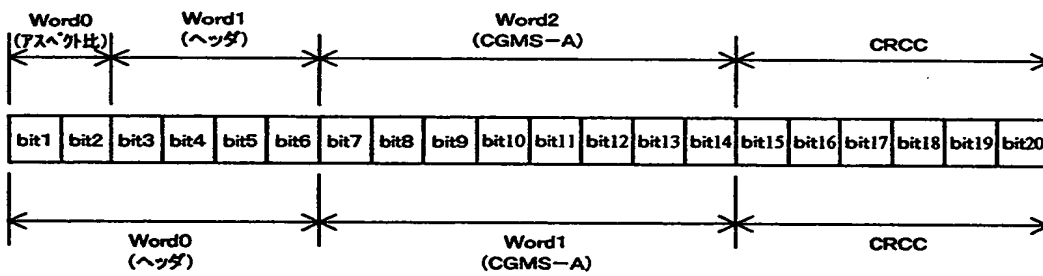 Word0 Word1 Word2 CRCC
(アスペクト比) (ヘッダ) (CGMS-A)
bit1 bit2 bit3 bit4 bit5 bit6 bit7 bit8 bit9 bit10 bit11 bit12 bit13 bit14 bit15 bit16 bit17 bit18 bit19 bit20
Word0 Word1 CRCC
(ヘッダ) (CGMS-A)